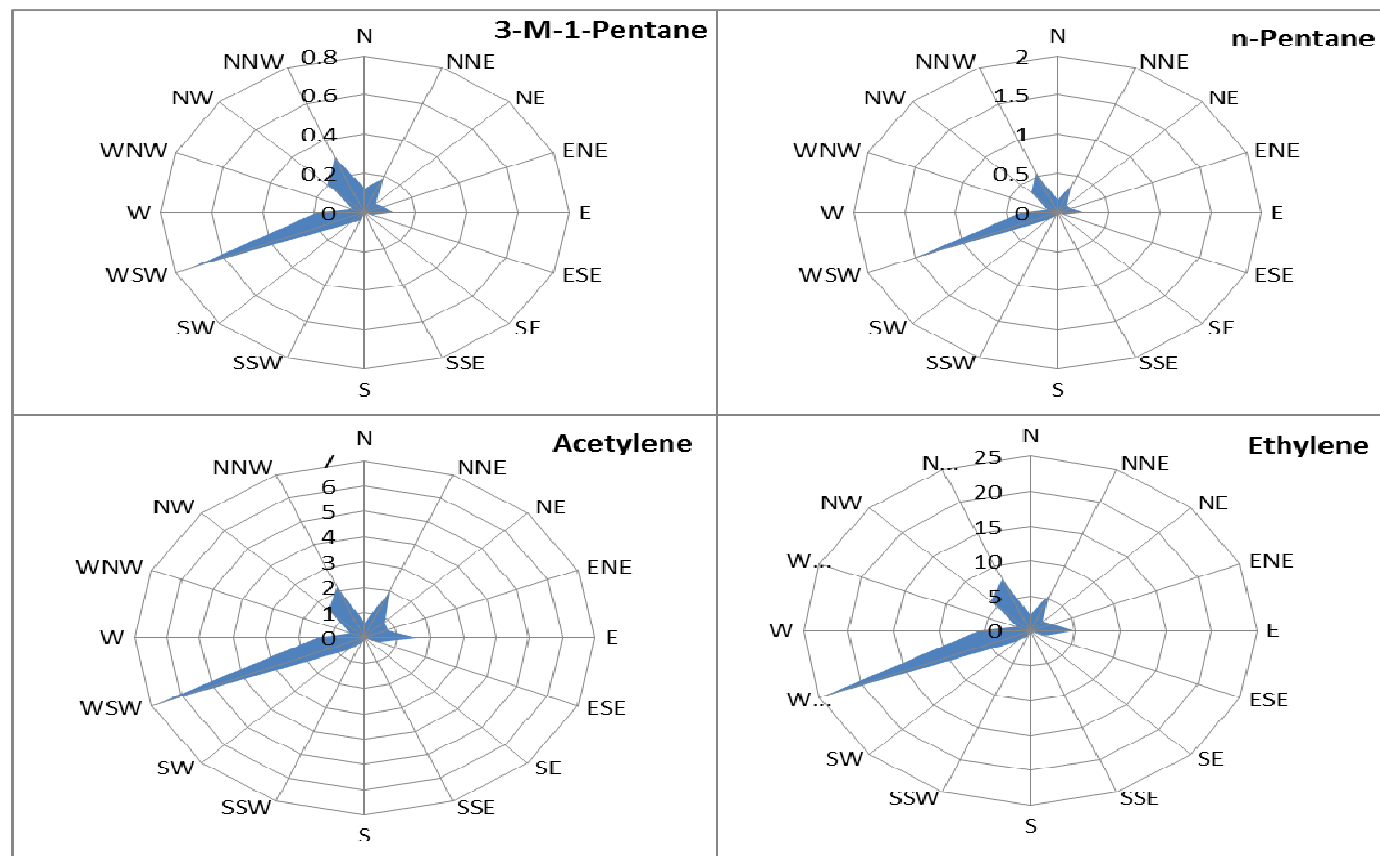 3-M-1-Pentane
N
NNE
NE
ENE
E
ESE
SE
SSE
S
SSW
SW
WSW
W
WNW
NW
NNW
0.8
0.6
0.4
0.2
0
n-Pentane
N
NNE
NE
ENE
E
ESE
SE
SSE
S
SSW
SW
WSW
W
WNW
NW
NNW
2
1.5
1
0.5
0
Acetylene
N
NNE
NE
ENE
E
ESE
SE
SSE
S
SSW
SW
WSW
W
WNW
NW
NNW
7
6
5
4
3
2
1
0
Ethylene
N
NNE
NE
ENE
E
ESE
SE
SSE
S
SSW
SW
W...
W
W...
NW
N...
25
20
15
10
5
0